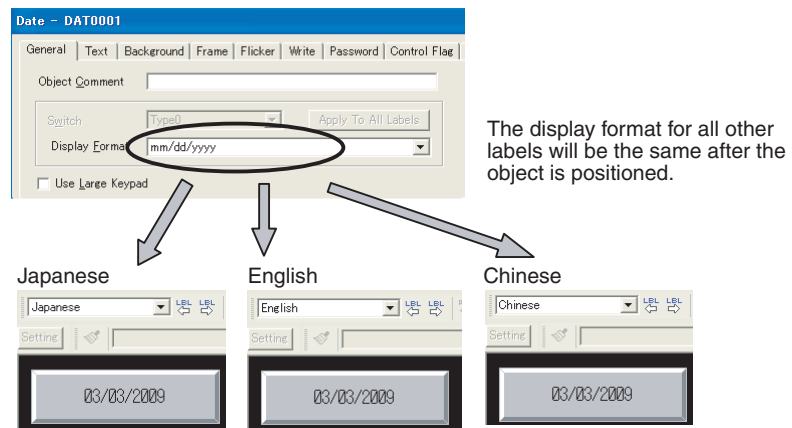 Date - DAT0001
General Text Background Frame Flicker Write Password Control Flag
Object Comment
Switch Type0 Apply To All Labels
Display Format mm/dd/yyyy
Use Large Keypad
The display format for all other
labels will be the same after the
object is positioned.
Japanese English Chinese
Japanese LBL LBL English LBL LBL Chinese LBL LBL
Setting Setting Setting
03/03/2009 03/03/2009 03/03/2009